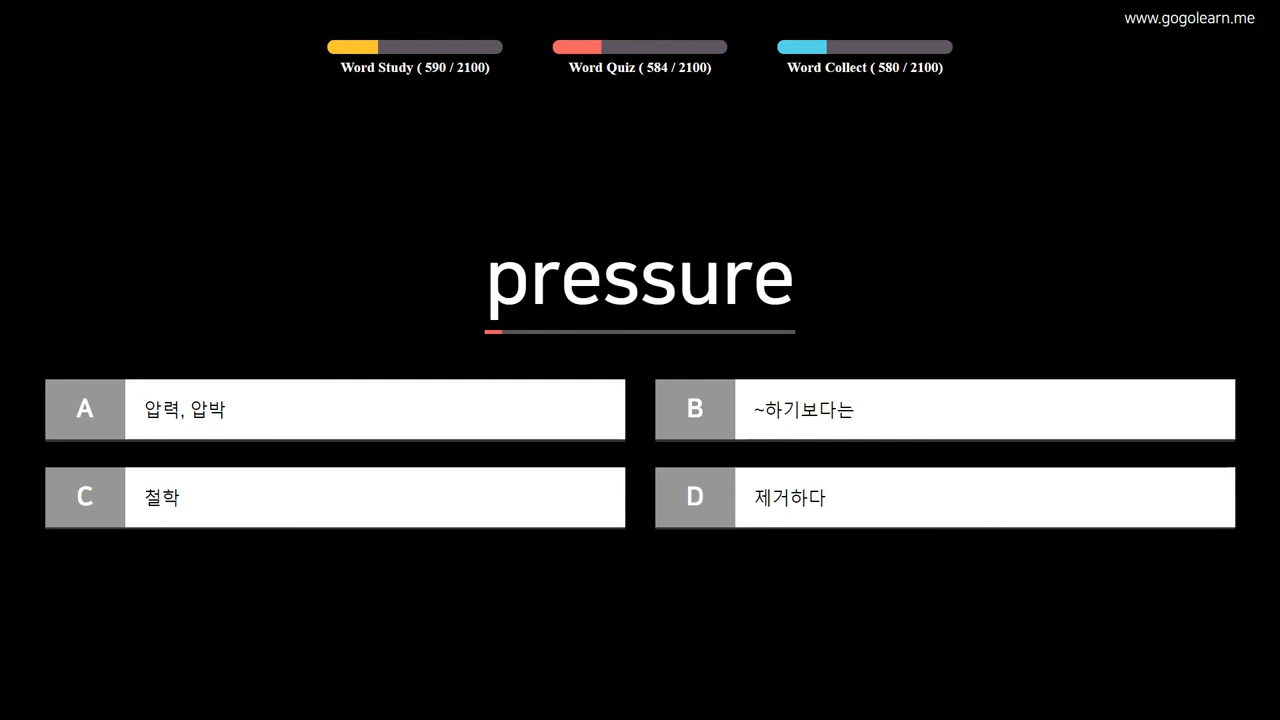 www.gogolearn.me
Word Study ( 590 / 2100)
Word Quiz ( 584 / 2100)
Word Collect ( 580 / 2100)
pressure
A 압력, 압박
B ~하기보다는
C 철학
D 제거하다